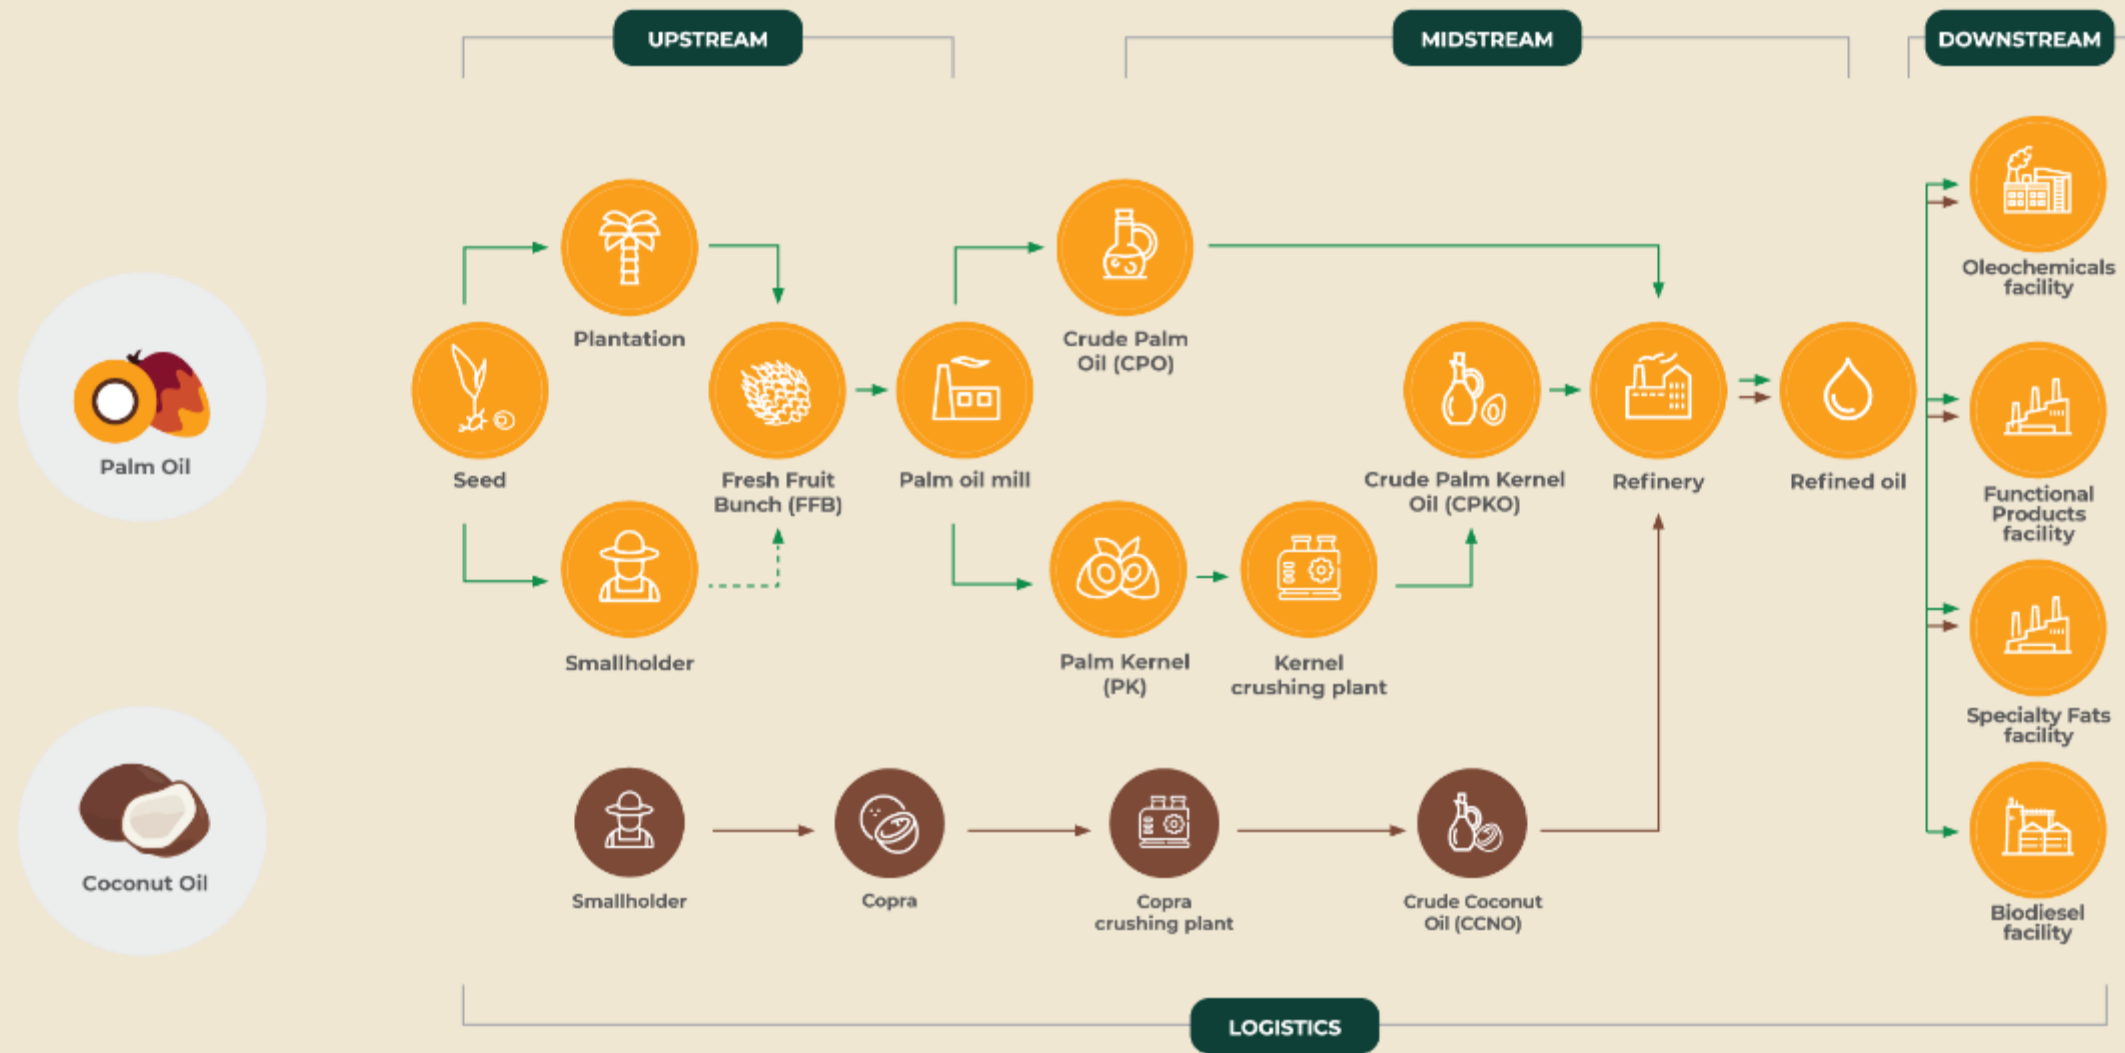 UPSTREAM
MIDSTREAM
DOWNSTREAM
Oleochemicals
facility
Plantation
Crude Palm
Oil (CPO)
Palm Oil
Seed
Fresh Fruit
Bunch (FFB)
Palm oil mill
Crude Palm Kernel
Oil (CPKO)
Refinery
Refined oil
Functional
Products
facility
Smallholder
Palm Kernel
(PK)
Kernel
crushing plant
Specialty Fats
facility
Coconut Oil
Smallholder
Copra
Copra
crushing plant
Crude Coconut
Oil (CCNO)
Biodiesel
facility
LOGISTICS